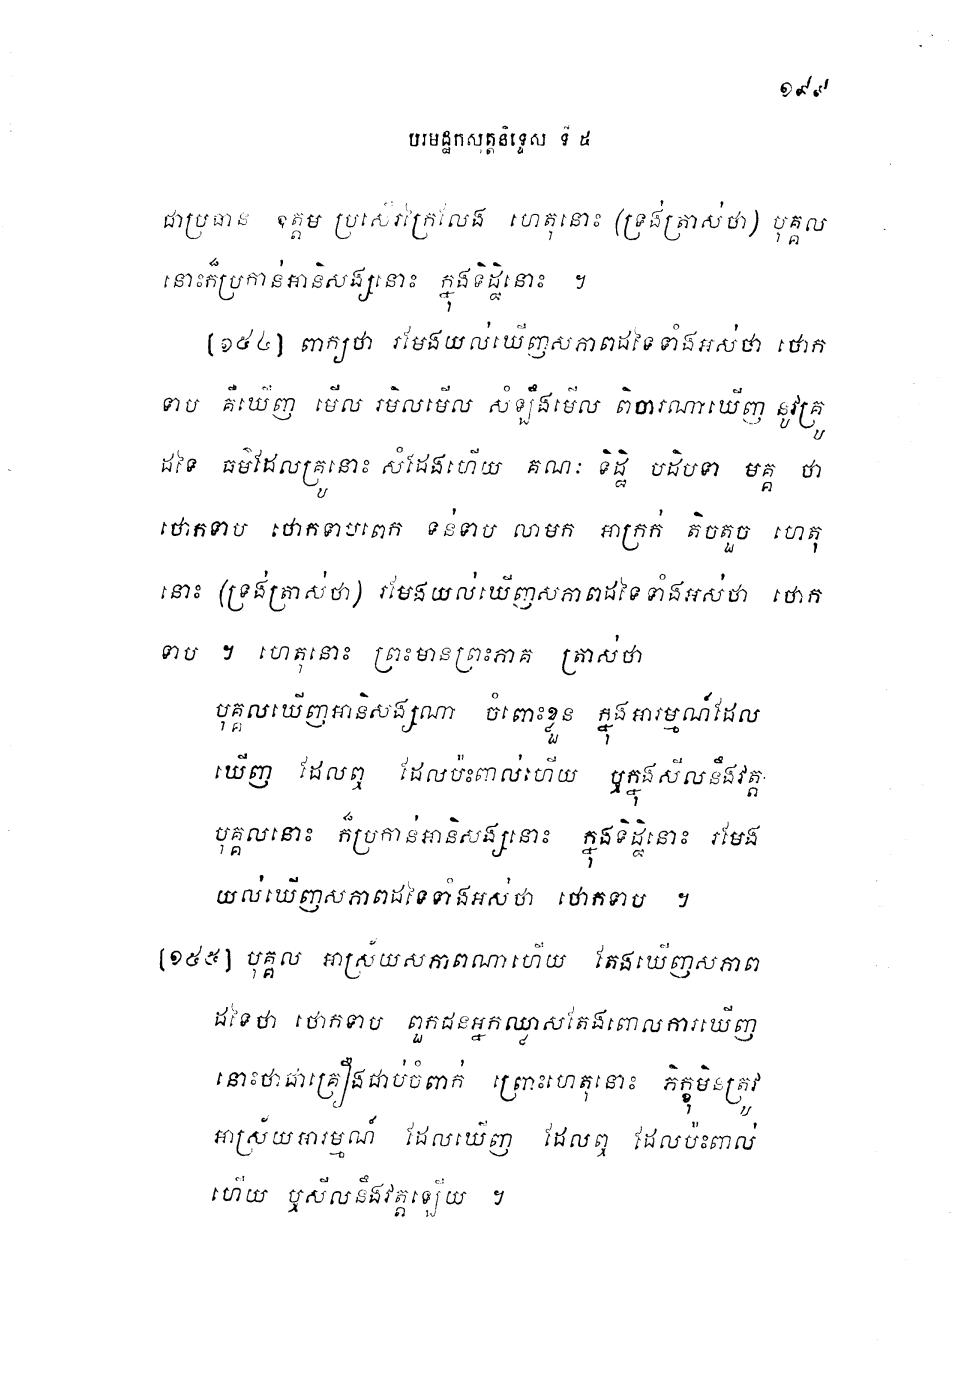 ១៩៩
បរមដ្ឋកសុត្តនិទ្ទេស ទី ៥
ជាប្រធាន ឧត្តម ប្រសើរក្រៃលែង ហេតុនោះ (ទ្រង់ត្រាស់ថា) បុគ្គល
នោះក៏ប្រកាន់អានិសង្សនោះ ក្នុងទិដ្ឋិនោះ ។
[១៥៤] ពាក្យថា រមែងយល់ឃើញសភាពដទៃទាំងអស់ថា ថោក
ទាប គឺឃើញ មើល រមិលមើល សំឡឹងមើល ពិចារណាឃើញ នូវគ្រូ
ដទៃ ធម៌ដែលគ្រូនោះ សំដែងហើយ គណៈ ទិដ្ឋិ បដិបទា មគ្គ ថា
ថោកទាប ថោកទាបពេក ទន់ទាប លាមក អាក្រក់ តិចតួច ហេតុ
នោះ (ទ្រង់ត្រាស់ថា) រមែងយល់ឃើញសភាពដទៃទាំងអស់ថា ថោក
ទាប ។ ហេតុនោះ ព្រះមានព្រះភាគ ត្រាស់ថា
បុគ្គលឃើញអានិសង្សណា ចំពោះខ្លួន ក្នុងអារម្មណ៍ដែល
ឃើញ ដែលឮ ដែលប៉ះពាល់ហើយ ឬក្នុងសីលនឹងវត្តៈ
បុគ្គលនោះ ក៏ប្រកាន់អានិសង្សនោះ ក្នុងទិដ្ឋិនោះ រមែង
យល់ឃើញសភាពដទៃទាំងអស់ថា ថោកទាប ។
[១៥៥] បុគ្គល អាស្រ័យសភាពណាហើយ តែងឃើញសភាព
ដទៃថា ថោកទាប ពួកជនអ្នកឈ្លាសតែងពោលការឃើញ
នោះថាជាគ្រឿងជាប់ចំពាក់ ព្រោះហេតុនោះ ភិក្ខុមិនត្រូវ
អាស្រ័យអារម្មណ៍ ដែលឃើញ ដែលឮ ដែលប៉ះពាល់
ហើយ ឬសីលនឹងវត្តឡើយ ។